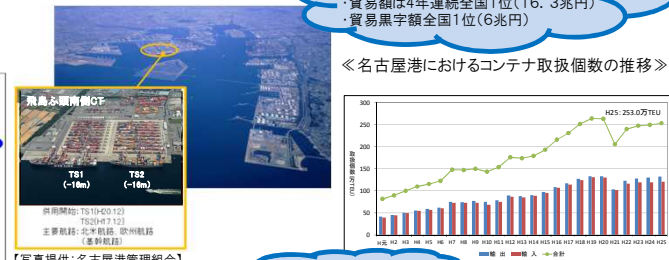 ・貿易額は4年連続全国1位（16．3兆円）
・貿易黒字額全国1位（6兆円）
≪名古屋港におけるコンテナ取扱個数の推移≫
飛島ふ頭南側CT
TS1
(-16m)
TS2
(-16m)
供用開始：TS1(H20.12)
TS2(H17.12)
主要航路：北米航路、欧州航路
（基幹航路）
【写真提供：名古屋港管理組合】
H25：253.0万TEU
300
250
200
150
100
50
0
H元 H2 H3 H4 H5 H6 H7 H8 H9 H10 H11 H12 H13 H14 H15 H16 H17 H18 H19 H20 H21 H22 H23 H24 H25
輸 出 輸 入 合計